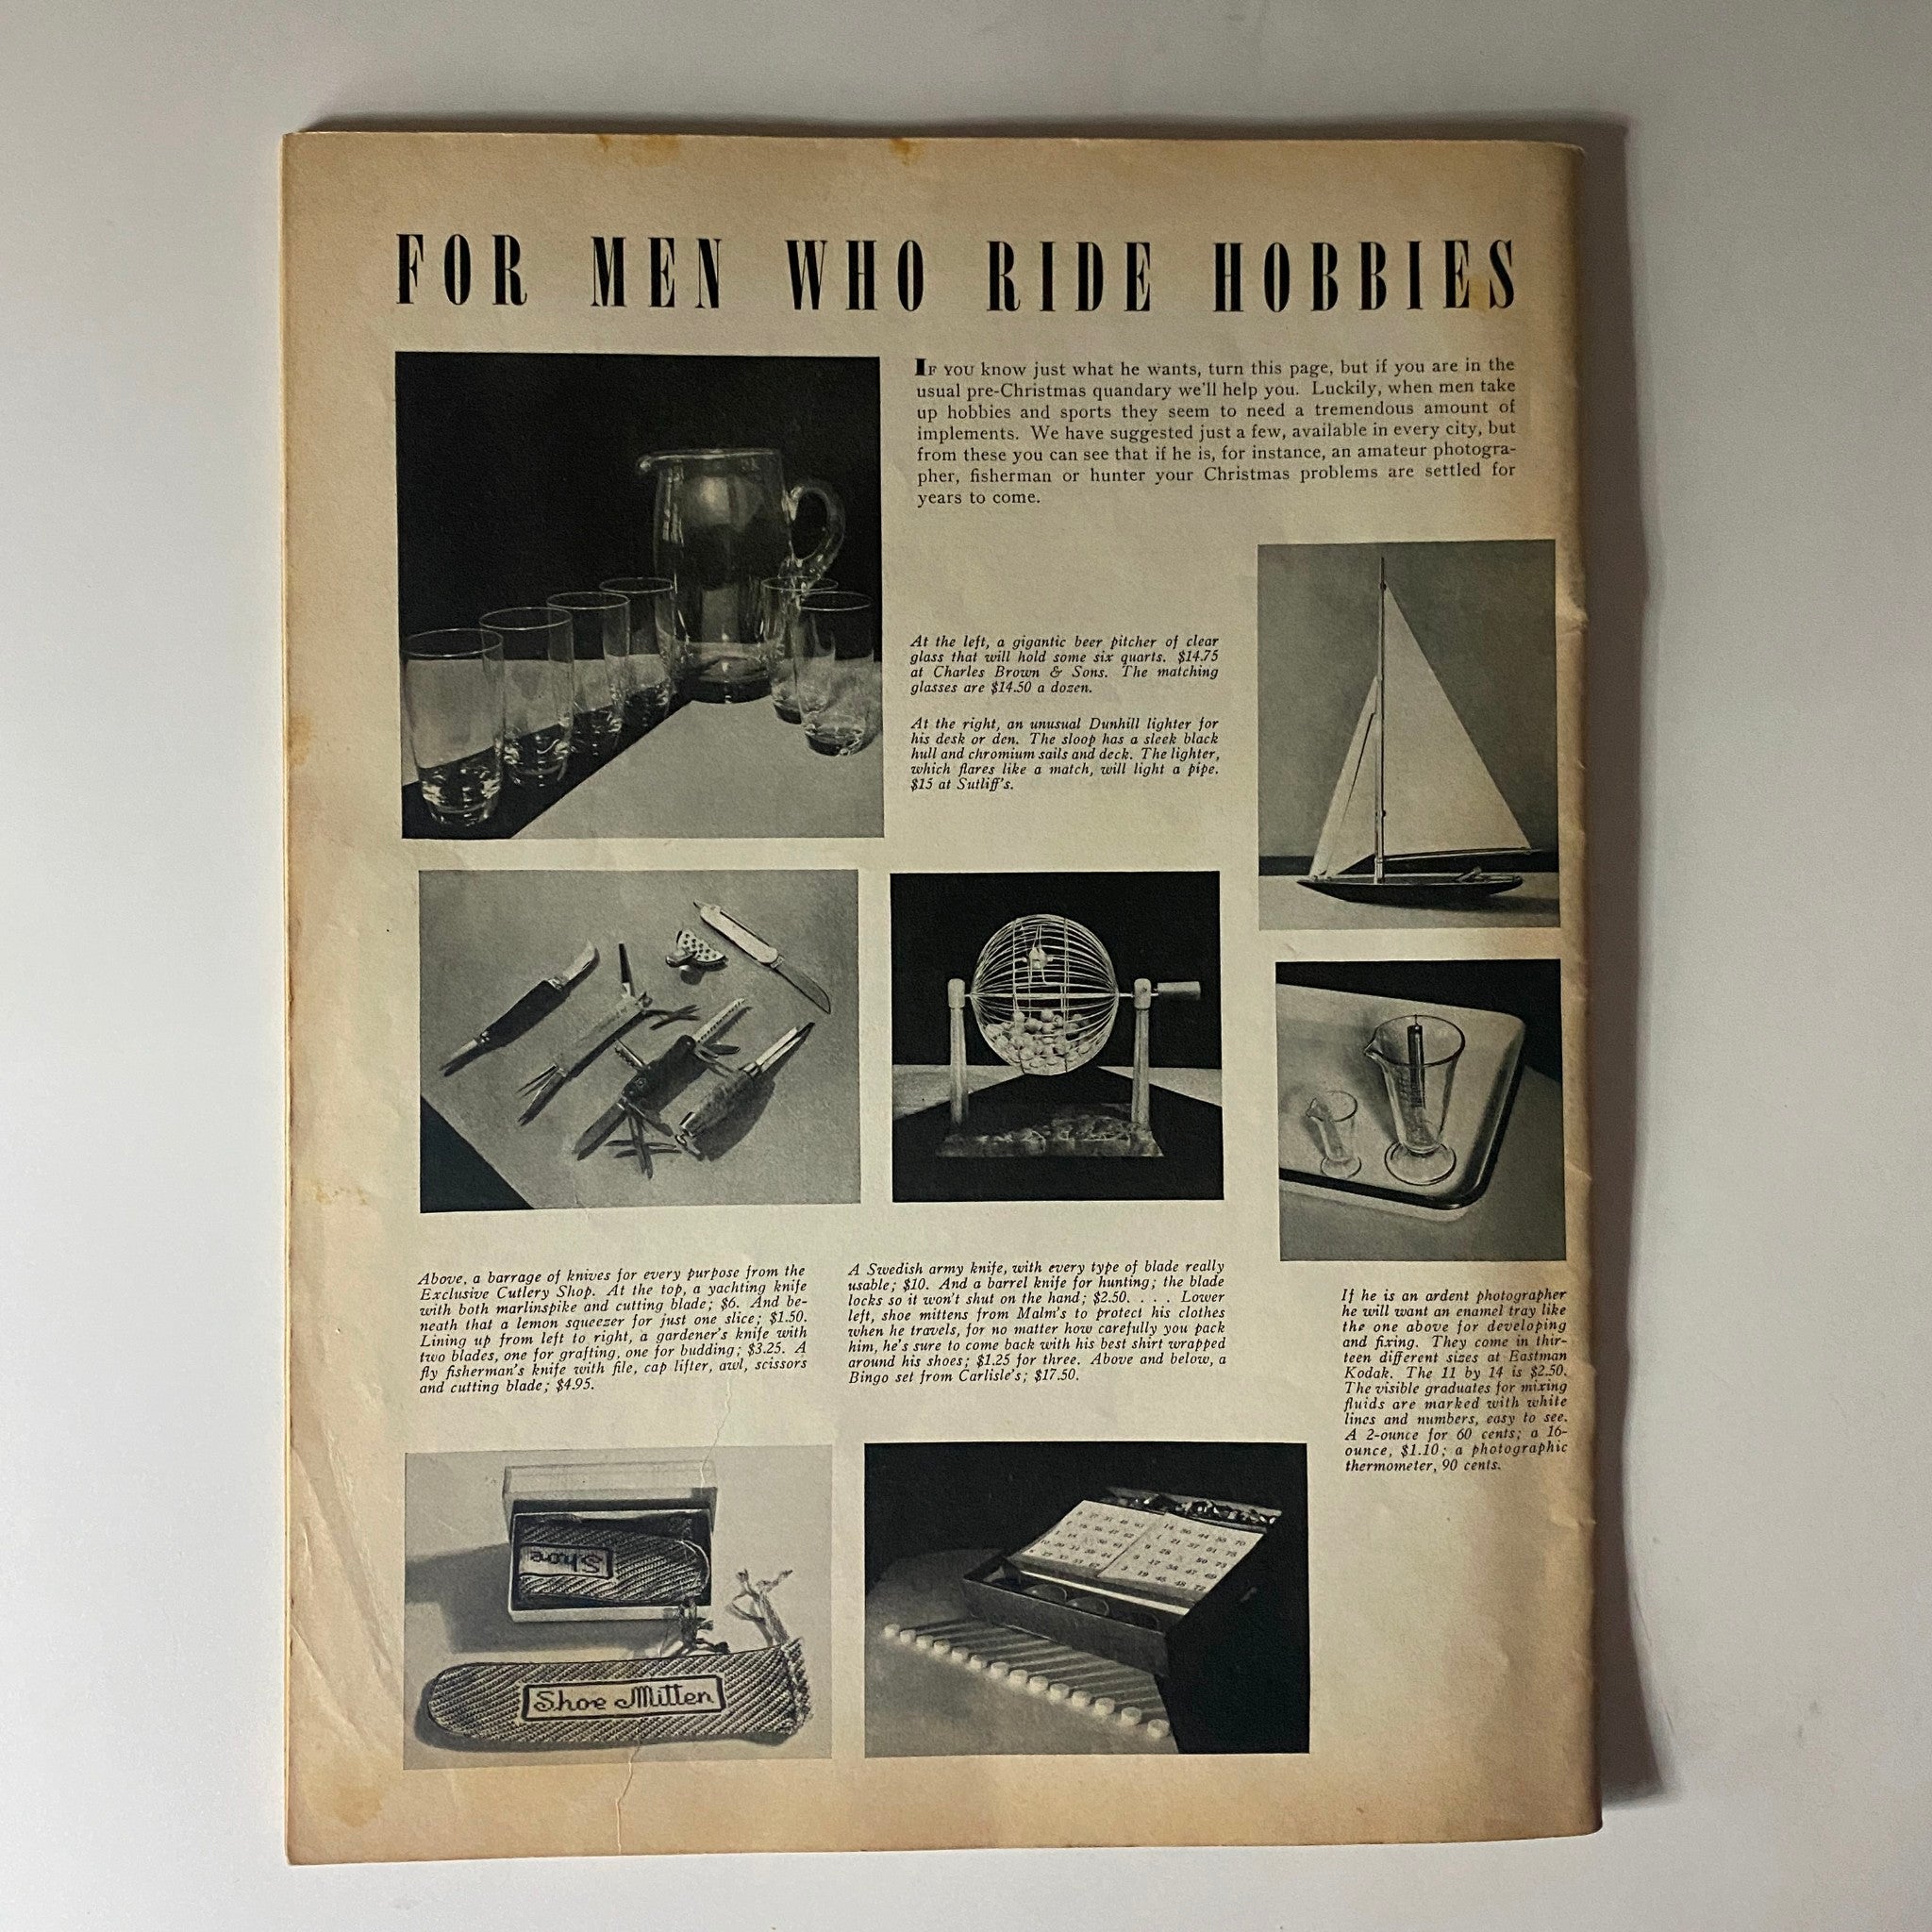 FOR MEN WHO RIDE HOBBIES
IF YOU know just what he wants, turn this page, but if you are in the
usual pre-Christmas quandary we'll help you. Luckily, when men take
up hobbies and sports they seem to need a tremendous amount of
implements. We have suggested just a few, available in every city, but
from these you can see that if he is, for instance, an amateur photogra-
pher, fisherman or hunter your Christmas problems are settled for
years to come.
At the left, a gigantic beer pitcher of clear
glass that will hold some six quarts. $14.75
at Charles Brown & Sons. The matching
glasses are $14.50 a dozen.
At the right, an unusual Dunhill lighter for
his desk or den. The sloop has a sleek black
hull and chromium sails and deck. The lighter,
which flares like a match, will light a pipe.
$15 at Sutliff's.
Above, a barrage of knives for every purpose from the
Exclusive Cutlery Shop. At the top, a yachting knife
with both marlinspike and cutting blade; $6. And be-
neath that a lemon squeezer for just one slice; $1.50.
Lining up from left to right, a gardener's knife with
two blades, one for grafting, one for budding; $3.25. A
fly fisherman's knife with file, cap lifter, awl, scissors
and cutting blade; $4.95.
A Swedish army knife, with every type of blade really
usable; $10. And a barrel knife for hunting; the blade
locks so it won't shut on the hand; $2.50. . . . Lower
left, shoe mittens from Malm's to protect his clothes
when he travels, for no matter how carefully you pack
him, he's sure to come back with his best shirt wrapped
around his shoes; $1.25 for three. Above and below, a
Bingo set from Carlisle's; $17.50.
If he is an ardent photographer
he will want an enamel tray like
the one above for developing
and fixing. They come in thir-
teen different sizes at Eastman
Kodak. The 11 by 14 is $2.50.
The visible graduates for mixing
fluids are marked with white
lines and numbers, easy to see.
A 2-ounce for 60 cents; a 16-
ounce, $1.10; a photographic
thermometer, 90 cents.
Shoe
Shoe Mitten